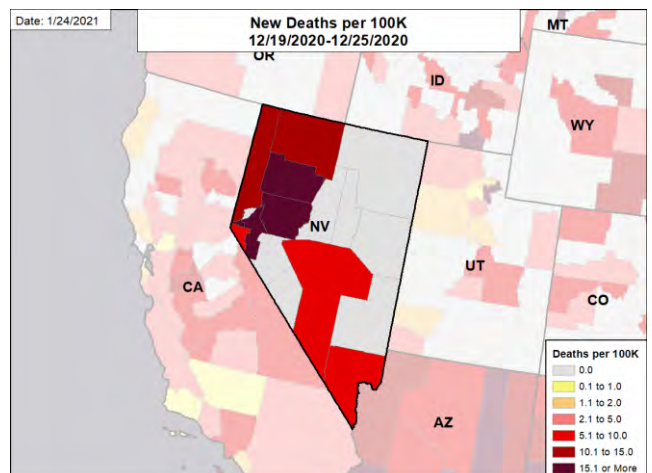 Date: 1/24/2021
New Deaths per 100K
12/19/2020-12/25/2020
MT
OR
ID
WY
NV
UT
CA
CO
AZ
Deaths per 100K
0.0
0.1 to 1.0
1.1 to 2.0
2.1 to 5.0
5.1 to 10.0
10.1 to 15.0
15.1 or More